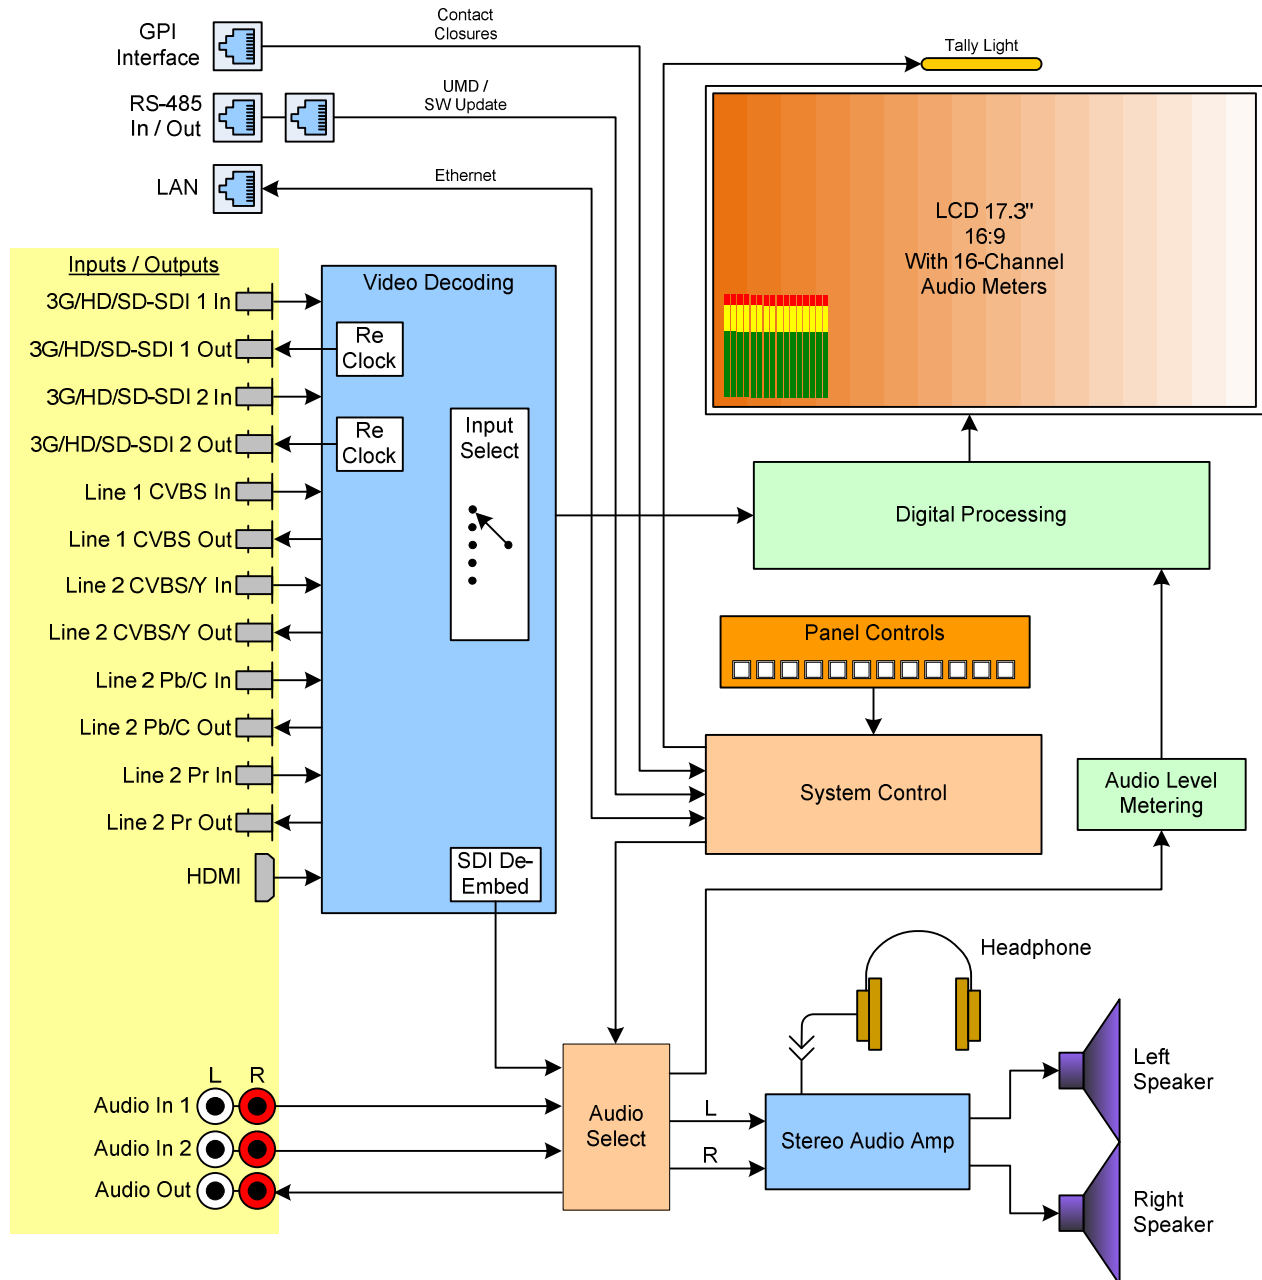 GPI
Interface
Contact
Closures
Tally Light
RS-485
In / Out
UMD /
SW Update
LAN
Ethernet
LCD 17.3"
16:9
With 16-Channel
Audio Meters
Inputs / Outputs
3G/HD/SD-SDI 1 In
3G/HD/SD-SDI 1 Out
3G/HD/SD-SDI 2 In
3G/HD/SD-SDI 2 Out
Line 1 CVBS In
Line 1 CVBS Out
Line 2 CVBS/Y In
Line 2 CVBS/Y Out
Line 2 Pb/C In
Line 2 Pb/C Out
Line 2 Pr In
Line 2 Pr Out
HDMI
Video Decoding
Re
Clock
Re
Clock
Input
Select
SDI De-
Embed
Digital Processing
Panel Controls
System Control
Audio Level
Metering
Headphone
L R
Audio In 1
Audio In 2
Audio Out
Audio
Select
L
R
Stereo Audio Amp
Left
Speaker
Right
Speaker